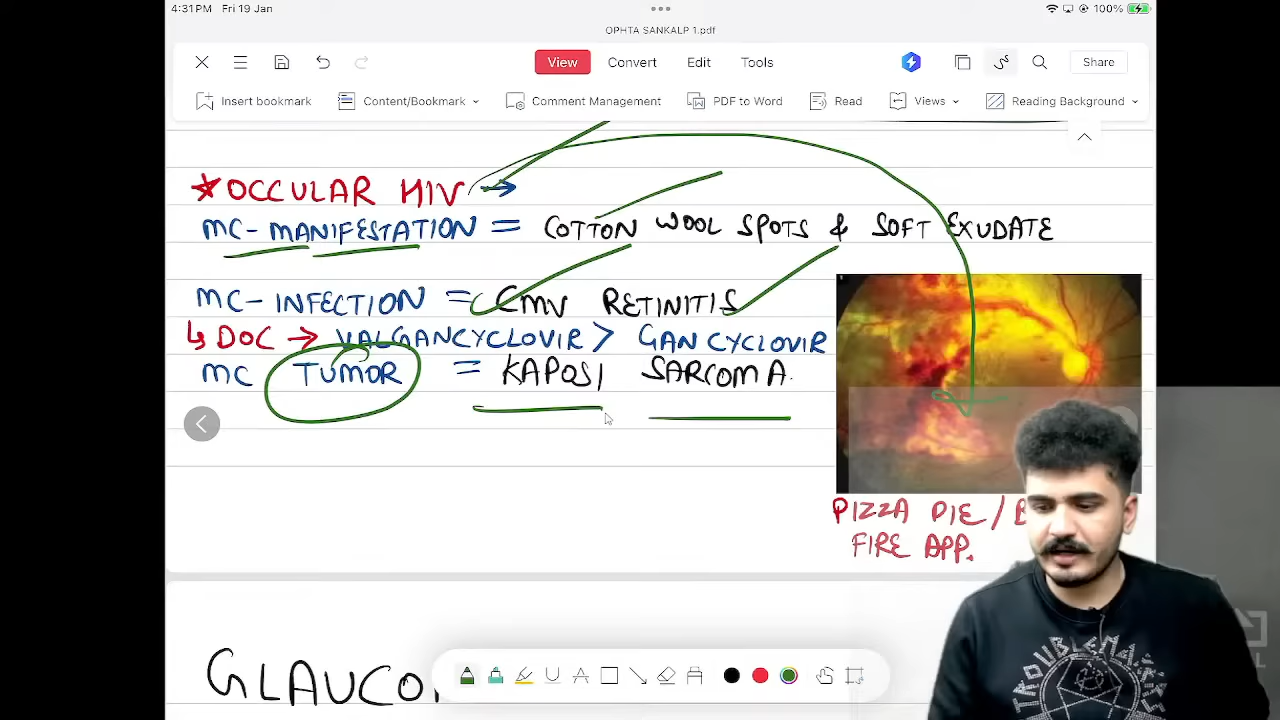 4:31 PM Fri 19 Jan
100%
OPHTA SANKALP 1.pdf
View Convert Edit Tools
Share
Insert bookmark Content/Bookmark Comment Management PDF to Word Read Views Reading Background
OCCULAR HIV →
MC-MANIFESTATION = COTTON WOOL SPOTS & SOFT EXUDATE
MC-INFECTION = CMV RETINITIS
↳ DOC → VALGANCYCLOVIR > GANCYCLOVIR
MC TUMOR = KAPOSI SARCOMA.
PIZZA PIE /
FIRE APP.
TROUBLEMAKERS